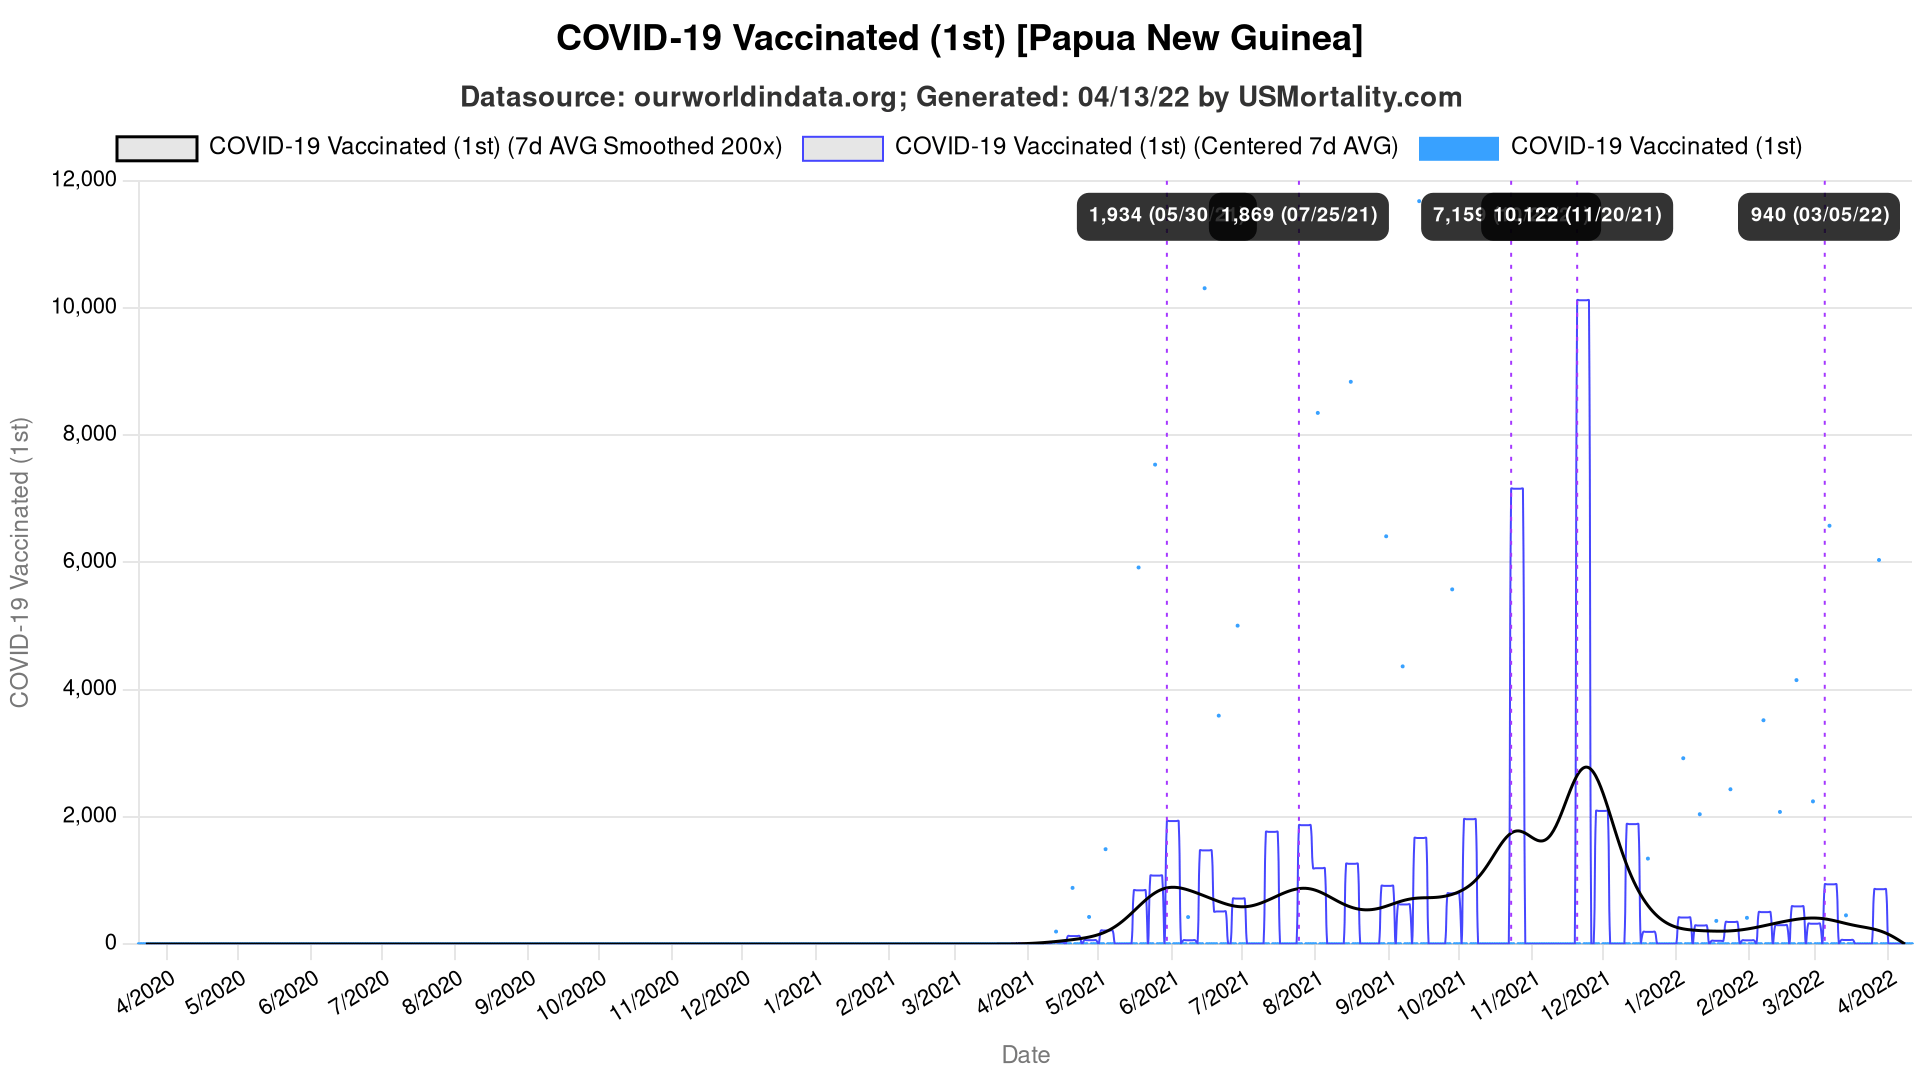 COVID-19 Vaccinated (1st) [Papua New Guinea]
Datasource: ourworldindata.org; Generated: 04/13/22 by USMortality.com
COVID-19 Vaccinated (1st) (7d AVG Smoothed 200x) COVID-19 Vaccinated (1st) (Centered 7d AVG) COVID-19 Vaccinated (1st)
12,000
1,934 (05/30 1,869 (07/25/21) 7,159 10,122 (11/20/21) 940 (03/05/22)
10,000
8,000
6,000
4,000
2,000
0
COVID-19 Vaccinated (1st)
4/2020 5/2020 6/2020 7/2020 8/2020 9/2020 10/2020 11/2020 12/2020 1/2021 2/2021 3/2021 4/2021 5/2021 6/2021 7/2021 8/2021 9/2021 10/2021 11/2021 12/2021 1/2022 2/2022 3/2022 4/2022
Date